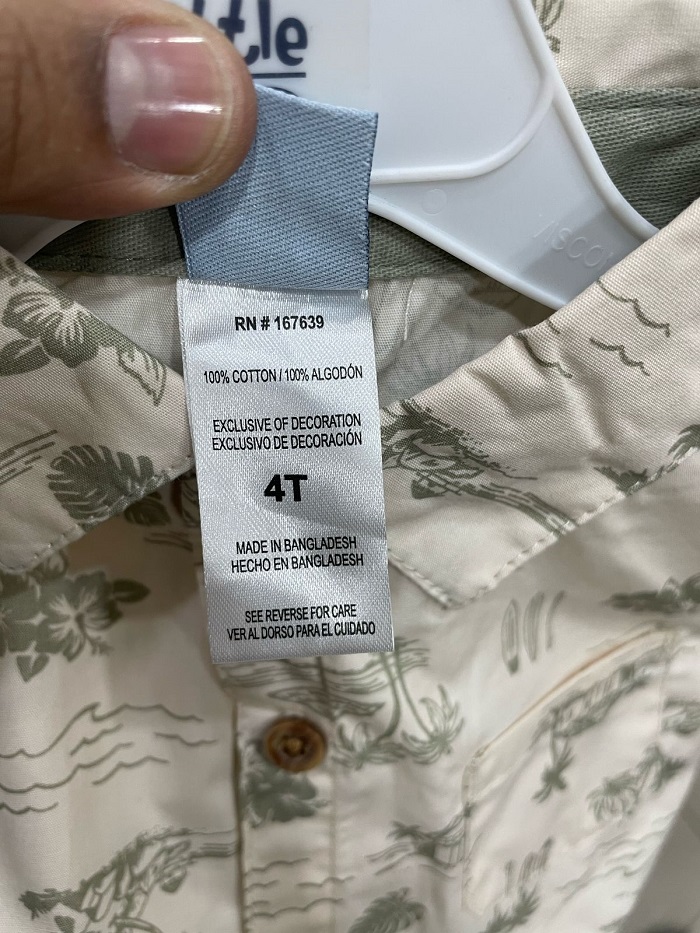 RN # 167639
100% COTTON / 100% ALGODÓN
EXCLUSIVE OF DECORATION
EXCLUSIVO DE DECORACIÓN
4T
MADE IN BANGLADESH
HECHO EN BANGLADESH
SEE REVERSE FOR CARE
VER AL DORSO PARA EL CUIDADO